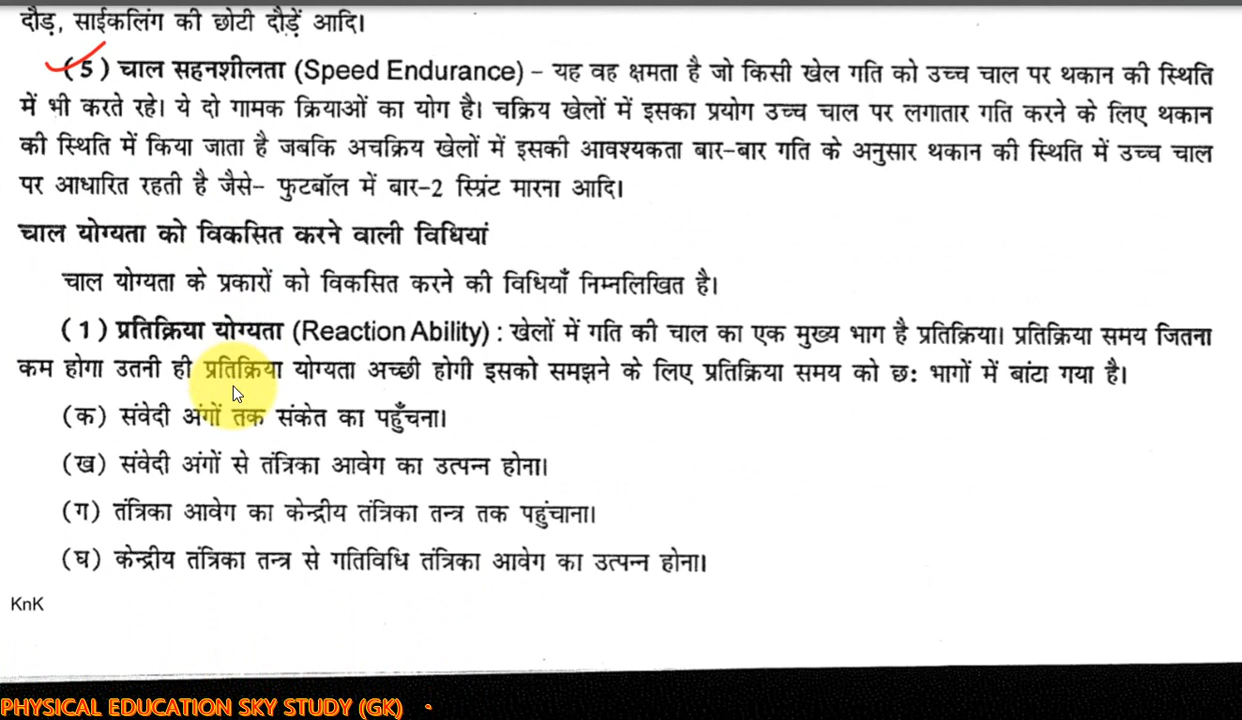 दौड़, साईकलिंग की छोटी दौड़ें आदि।
(5) चाल सहनशीलता (Speed Endurance) – यह वह क्षमता है जो किसी खेल गति को उच्च चाल पर थकान की स्थिति
में भी करते रहे। ये दो गामक क्रियाओं का योग है। चक्रिय खेलों में इसका प्रयोग उच्च चाल पर लगातार गति करने के लिए थकान
की स्थिति में किया जाता है जबकि अचक्रिय खेलों में इसकी आवश्यकता बार-बार गति के अनुसार थकान की स्थिति में उच्च चाल
पर आधारित रहती है जैसे- फुटबॉल में बार-2 स्प्रिंट मारना आदि।
चाल योग्यता को विकसित करने वाली विधियां
चाल योग्यता के प्रकारों को विकसित करने की विधियाँ निम्नलिखित है।
(1) प्रतिक्रिया योग्यता (Reaction Ability) : खेलों में गति की चाल का एक मुख्य भाग है प्रतिक्रिया। प्रतिक्रिया समय जितना
कम होगा उतनी ही प्रतिक्रिया योग्यता अच्छी होगी इसको समझने के लिए प्रतिक्रिया समय को छ: भागों में बांटा गया है।
(क) संवेदी अंगों तक संकेत का पहुँचना।
(ख) संवेदी अंगों से तंत्रिका आवेग का उत्पन्न होना।
(ग) तंत्रिका आवेग का केन्द्रीय तंत्रिका तन्त्र तक पहुंचाना।
(घ) केन्द्रीय तंत्रिका तन्त्र से गतिविधि तंत्रिका आवेग का उत्पन्न होना।
KnK
PHYSICAL EDUCATION SKY STUDY (GK)